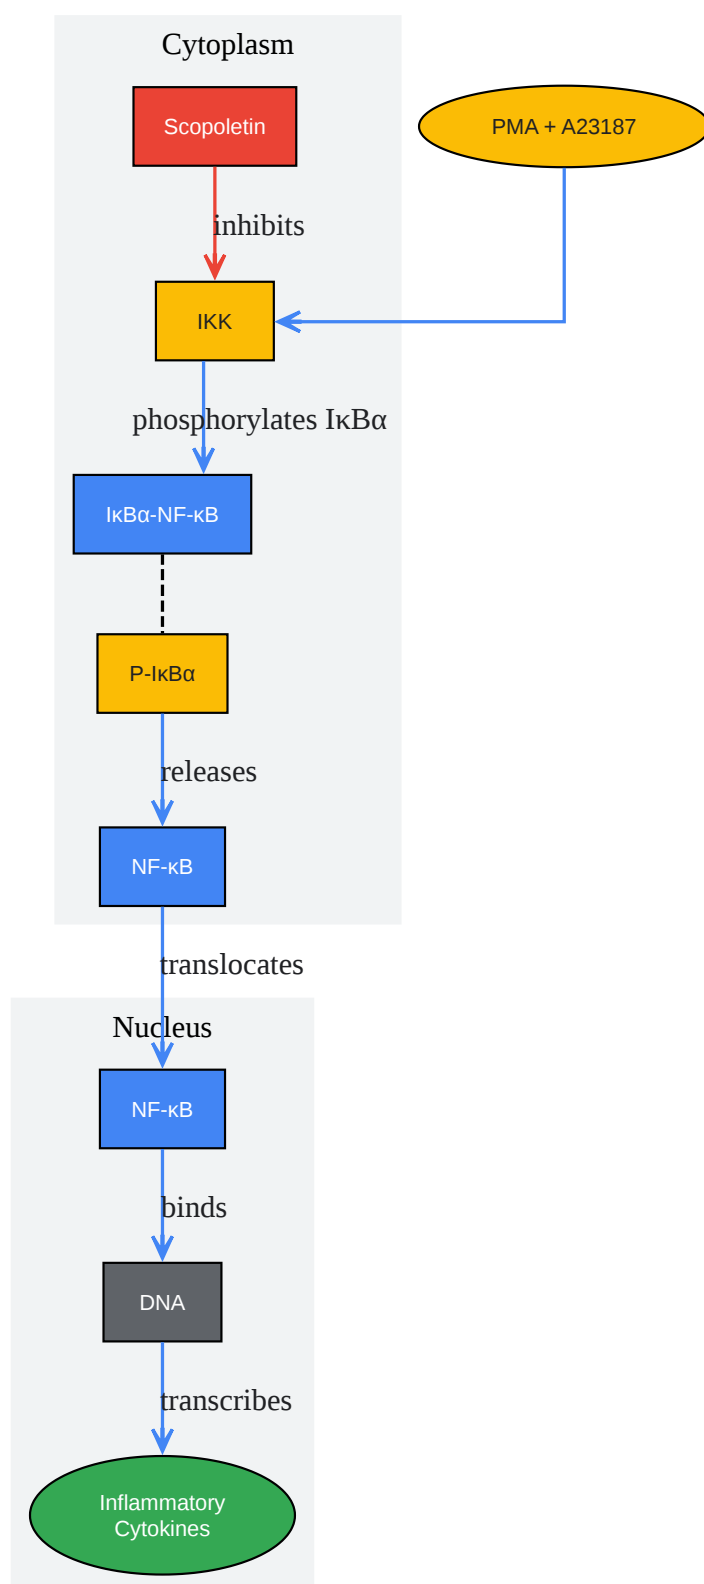 Cytoplasm
Scopoletin
PMA + A23187
inhibits
IKK
phosphorylates IκBα
IκBα-NF-κB
P-IκBα
releases
NF-κB
translocates
Nucleus
NF-κB
binds
DNA
transcribes
Inflammatory
Cytokines